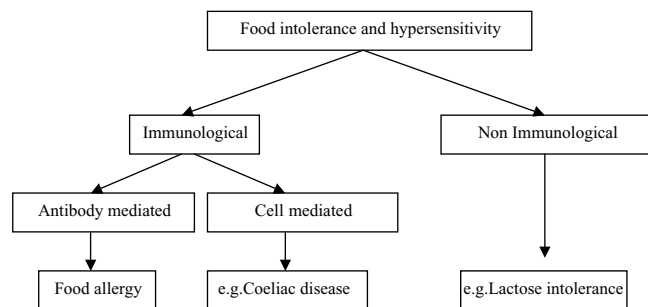 Food intolerance and hypersensitivity
Immunological
Non Immunological
Antibody mediated
Cell mediated
Food allergy
e.g.Coeliac disease
e.g.Lactose intolerance